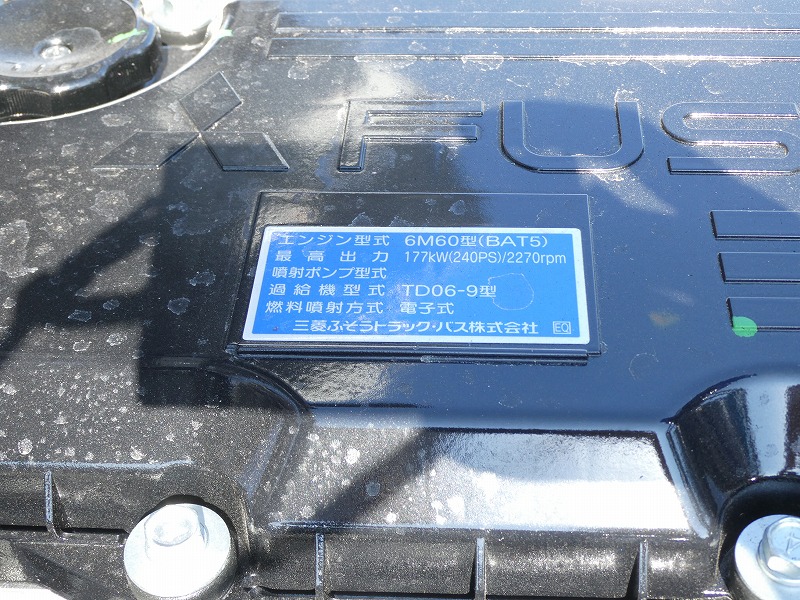 FUS
エンジン型式 6M60型(BAT5)
最高出力 177kW(240PS)/2270rpm
噴射ポンプ型式
過給機型式 TD06-9型
燃料噴射方式 電子式
三菱ふそうトラック・バス株式会社 EQ